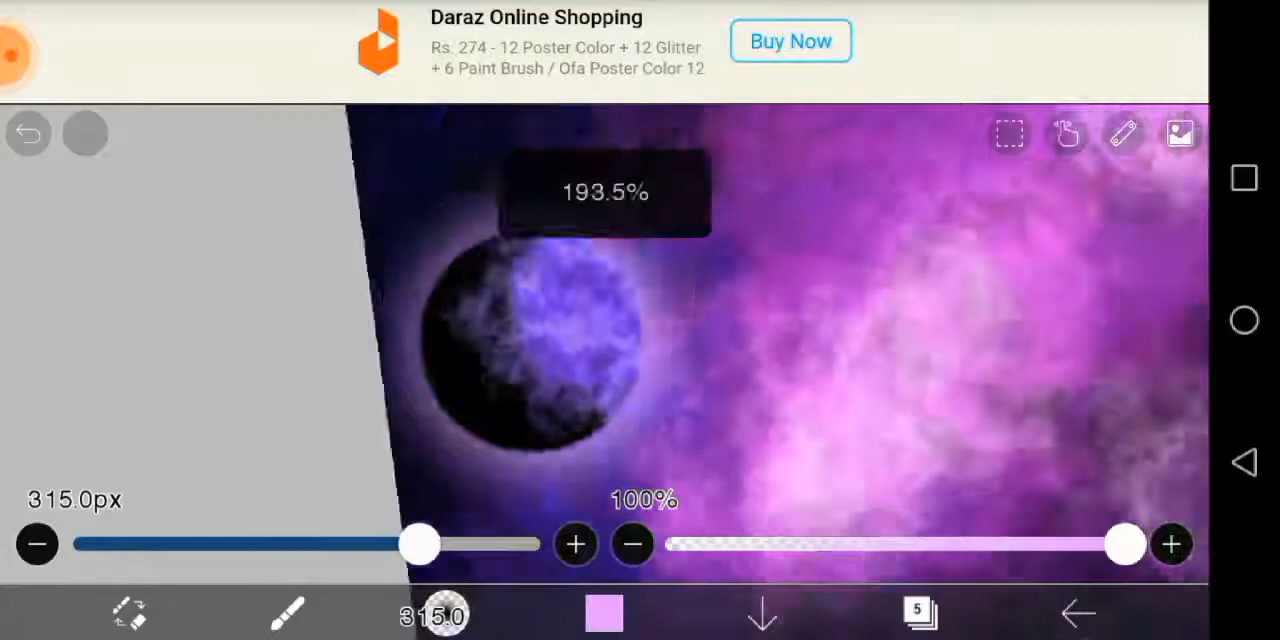 Daraz Online Shopping
Rs. 274 - 12 Poster Color + 12 Glitter
+ 6 Paint Brush / Ofa Poster Color 12
Buy Now
193.5%
315.0px
100%
315.0
5